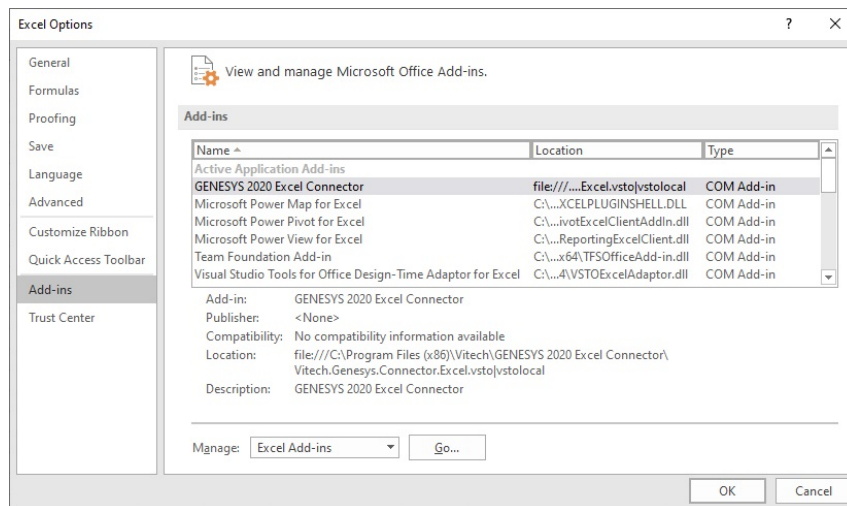 Excel Options ? ×
General
Formulas
Proofing
Save
Language
Advanced
Customize Ribbon
Quick Access Toolbar
Add-ins
Trust Center
View and manage Microsoft Office Add-ins.
Add-ins
Name Location Type
Active Application Add-ins
GENESYS 2020 Excel Connector file:///....Excel.vsto|vstolocal COM Add-in
Microsoft Power Map for Excel C:\...XCELPLUGINSHELL.DLL COM Add-in
Microsoft Power Pivot for Excel C:\...ivotExcelClientAddIn.dll COM Add-in
Microsoft Power View for Excel C:\...ReportingExcelClient.dll COM Add-in
Team Foundation Add-in C:\...x64\TFSOfficeAdd-in.dll COM Add-in
Visual Studio Tools for Office Design-Time Adaptor for Excel C:\...4\VSTOExcelAdaptor.dll COM Add-in
Add-in: GENESYS 2020 Excel Connector
Publisher: <None>
Compatibility: No compatibility information available
Location: file:///C:\Program Files (x86)\Vitech\GENESYS 2020 Excel Connector\
Vitech.Genesys.Connector.Excel.vsto|vstolocal
Description: GENESYS 2020 Excel Connector
Manage: Excel Add-ins Go...
OK Cancel